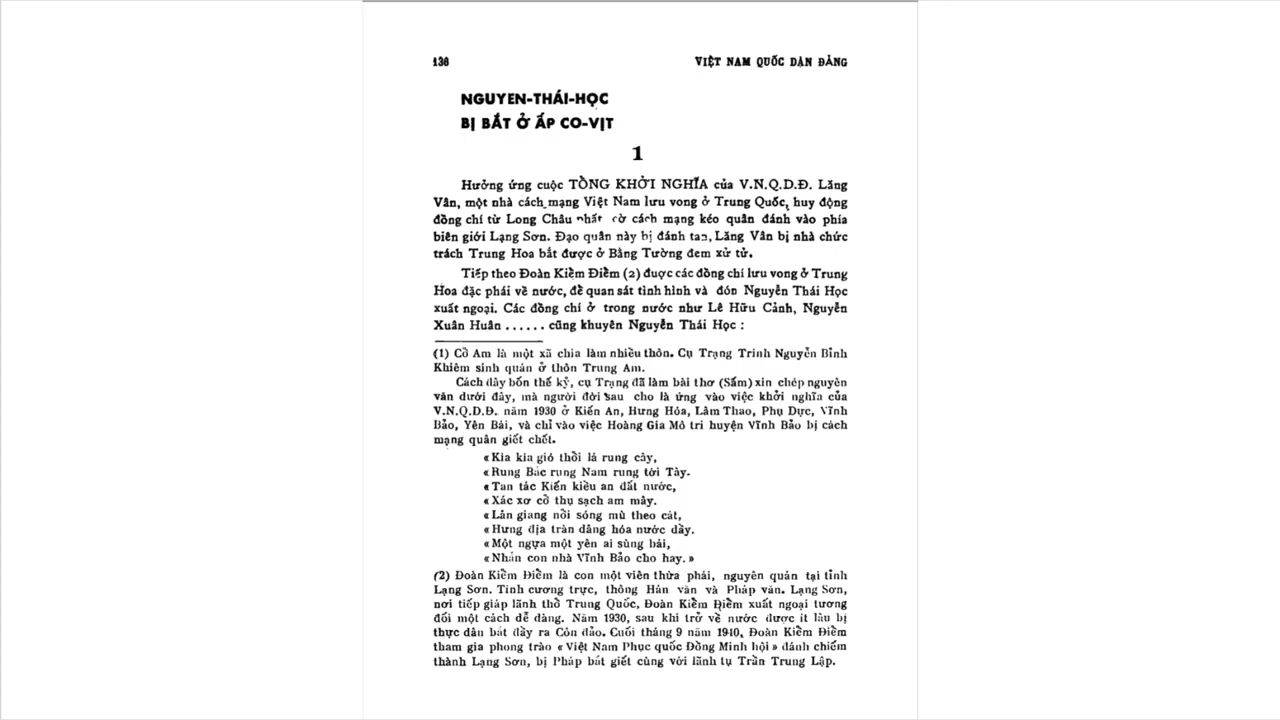 136 VIỆT NAM QUỐC DÂN ĐẢNG
NGUYEN-THÁI-HỌC
BỊ BẮT Ở ẤP CO-VỊT
1
Hưởng ứng cuộc TỔNG KHỞI NGHĨA của V.N.Q.D.Đ. Lăng
Vân, một nhà cách mạng Việt Nam lưu vong ở Trung Quốc, huy động
đồng chí từ Long Châu phất cờ cách mạng kéo quân đánh vào phía
biên giới Lạng Sơn. Đạo quân này bị đánh tan, Lăng Vân bị nhà chức
trách Trung Hoa bắt được ở Bằng Tường đem xử tử.
Tiếp theo Đoàn Kiểm Điểm (2) được các đồng chí lưu vong ở Trung
Hoa đặc phái về nước, để quan sát tình hình và đón Nguyễn Thái Học
xuất ngoại. Các đồng chí ở trong nước như Lê Hữu Cảnh, Nguyễn
Xuân Huân ...... cũng khuyên Nguyễn Thái Học :
(1) Cổ Am là một xã chia làm nhiều thôn. Cụ Trạng Trình Nguyễn Bỉnh
Khiêm sinh quán ở thôn Trung Am.
Cách đây bốn thế kỷ, cụ Trạng đã làm bài thơ (Sấm) xin chép nguyên
văn dưới đây, mà người đời sau cho là ứng vào việc khởi nghĩa của
V.N.Q.D.Đ. năm 1930 ở Kiến An, Hưng Hóa, Lâm Thao, Phụ Dực, Vĩnh
Bảo, Yên Bái, và chỉ vào việc Hoàng Gia Mô tri huyện Vĩnh Bảo bị cách
mạng quân giết chết.
«Kia kia gió thổi lá rung cây,
«Rung Bắc rung Nam rung tới Tây.
«Tan tác Kiến kiều an đất nước,
«Xác xơ cổ thụ sạch am mây.
«Lân giang nổi sóng mù theo cát,
«Hưng địa tràn dâng hóa nước đầy.
«Một ngựa một yên ai sùng bái,
«Nhắn con nhà Vĩnh Bảo cho hay.»
(2) Đoàn Kiểm Điểm là con một viên thừa phái, nguyên quán tại tỉnh
Lạng Sơn. Tính cương trực, thông Hán văn và Pháp văn. Lạng Sơn,
nơi tiếp giáp lãnh thổ Trung Quốc, Đoàn Kiểm Điểm xuất ngoại tương
đối một cách dễ dàng. Năm 1930, sau khi trở về nước được ít lâu bị
thực dân bắt đầy ra Côn đảo. Cuối tháng 9 năm 1940, Đoàn Kiểm Điểm
tham gia phong trào «Việt Nam Phục quốc Đồng Minh hội» đánh chiếm
thành Lạng Sơn, bị Pháp bắt giết cùng với lãnh tụ Trần Trung Lập.